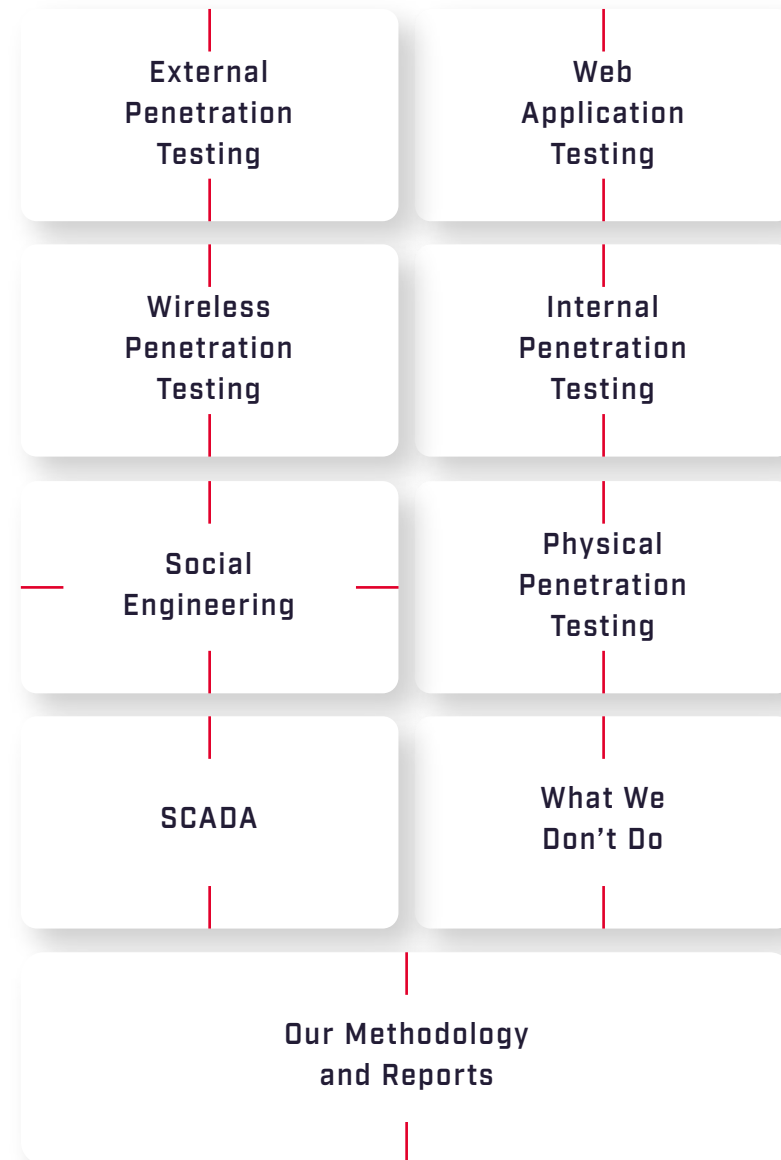 External
Penetration
Testing
Web
Application
Testing
Wireless
Penetration
Testing
Internal
Penetration
Testing
Social
Engineering
Physical
Penetration
Testing
SCADA
What We
Don’t Do
Our Methodology
and Reports